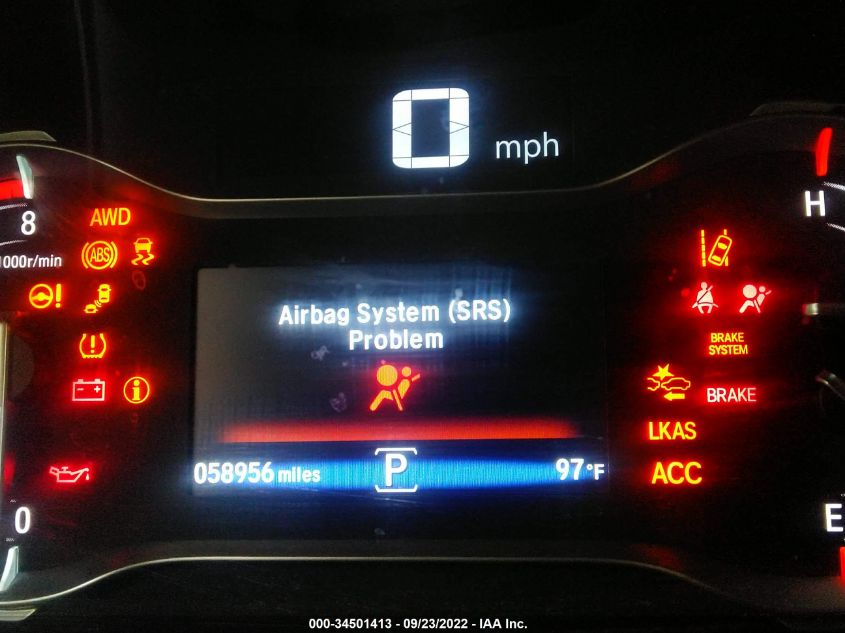 0 mph
8
1000r/min
AWD
ABS
Airbag System (SRS)
Problem
058956 miles
P
97°F
0
H
BRAKE
SYSTEM
BRAKE
LKAS
ACC
E
000-34501413 - 09/23/2022 - IAA Inc.